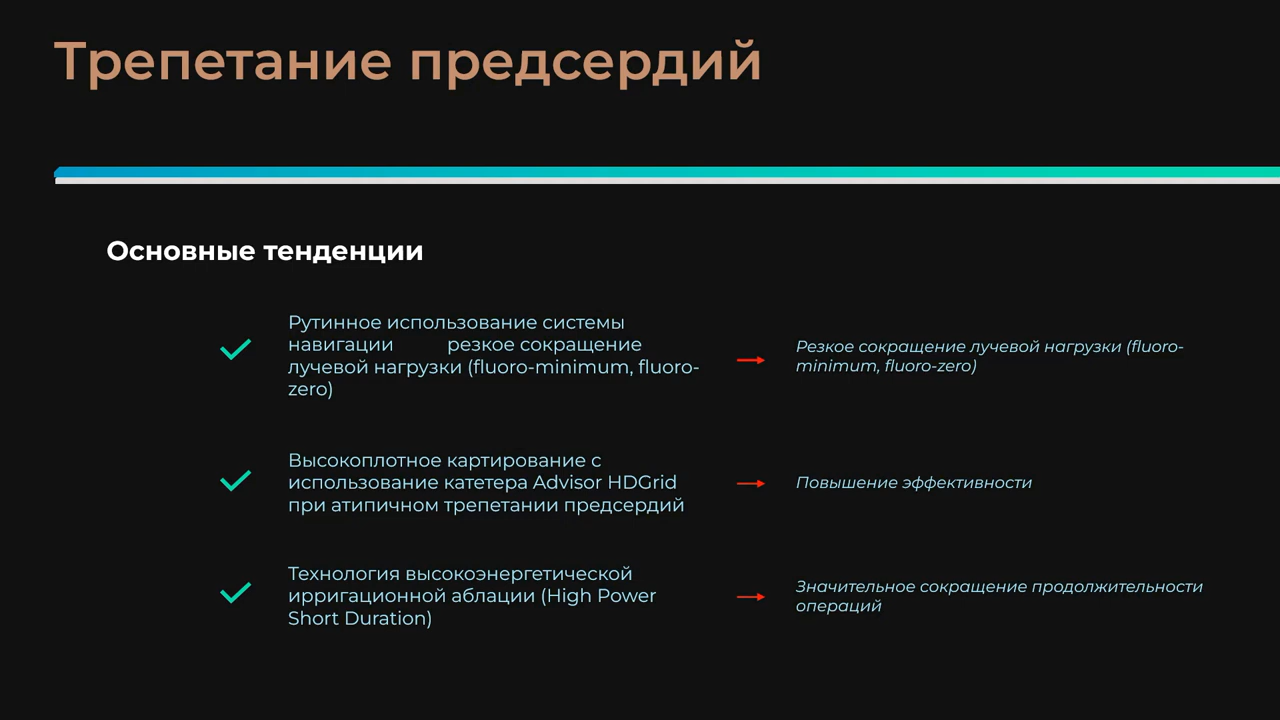 Трепетание предсердий
Основные тенденции
Рутинное использование системы
навигации резкое сокращение
лучевой нагрузки (fluoro-minimum, fluoro-
zero)
Резкое сокращение лучевой нагрузки (fluoro-
minimum, fluoro-zero)
Высокоплотное картирование с
использование катетера Advisor HDGrid
при атипичном трепетании предсердий
Повышение эффективности
Технология высокоэнергетической
ирригационной аблации (High Power
Short Duration)
Значительное сокращение продолжительности
операций